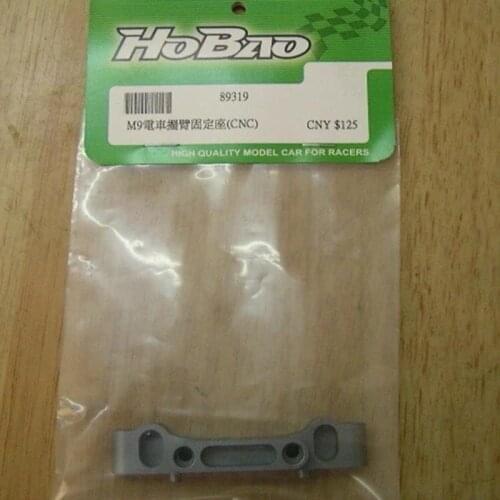 HOBAO
89319
M9電車擺臂固定座(CNC) CNY $125
HIGH QUALITY MODEL CAR FOR RACERS